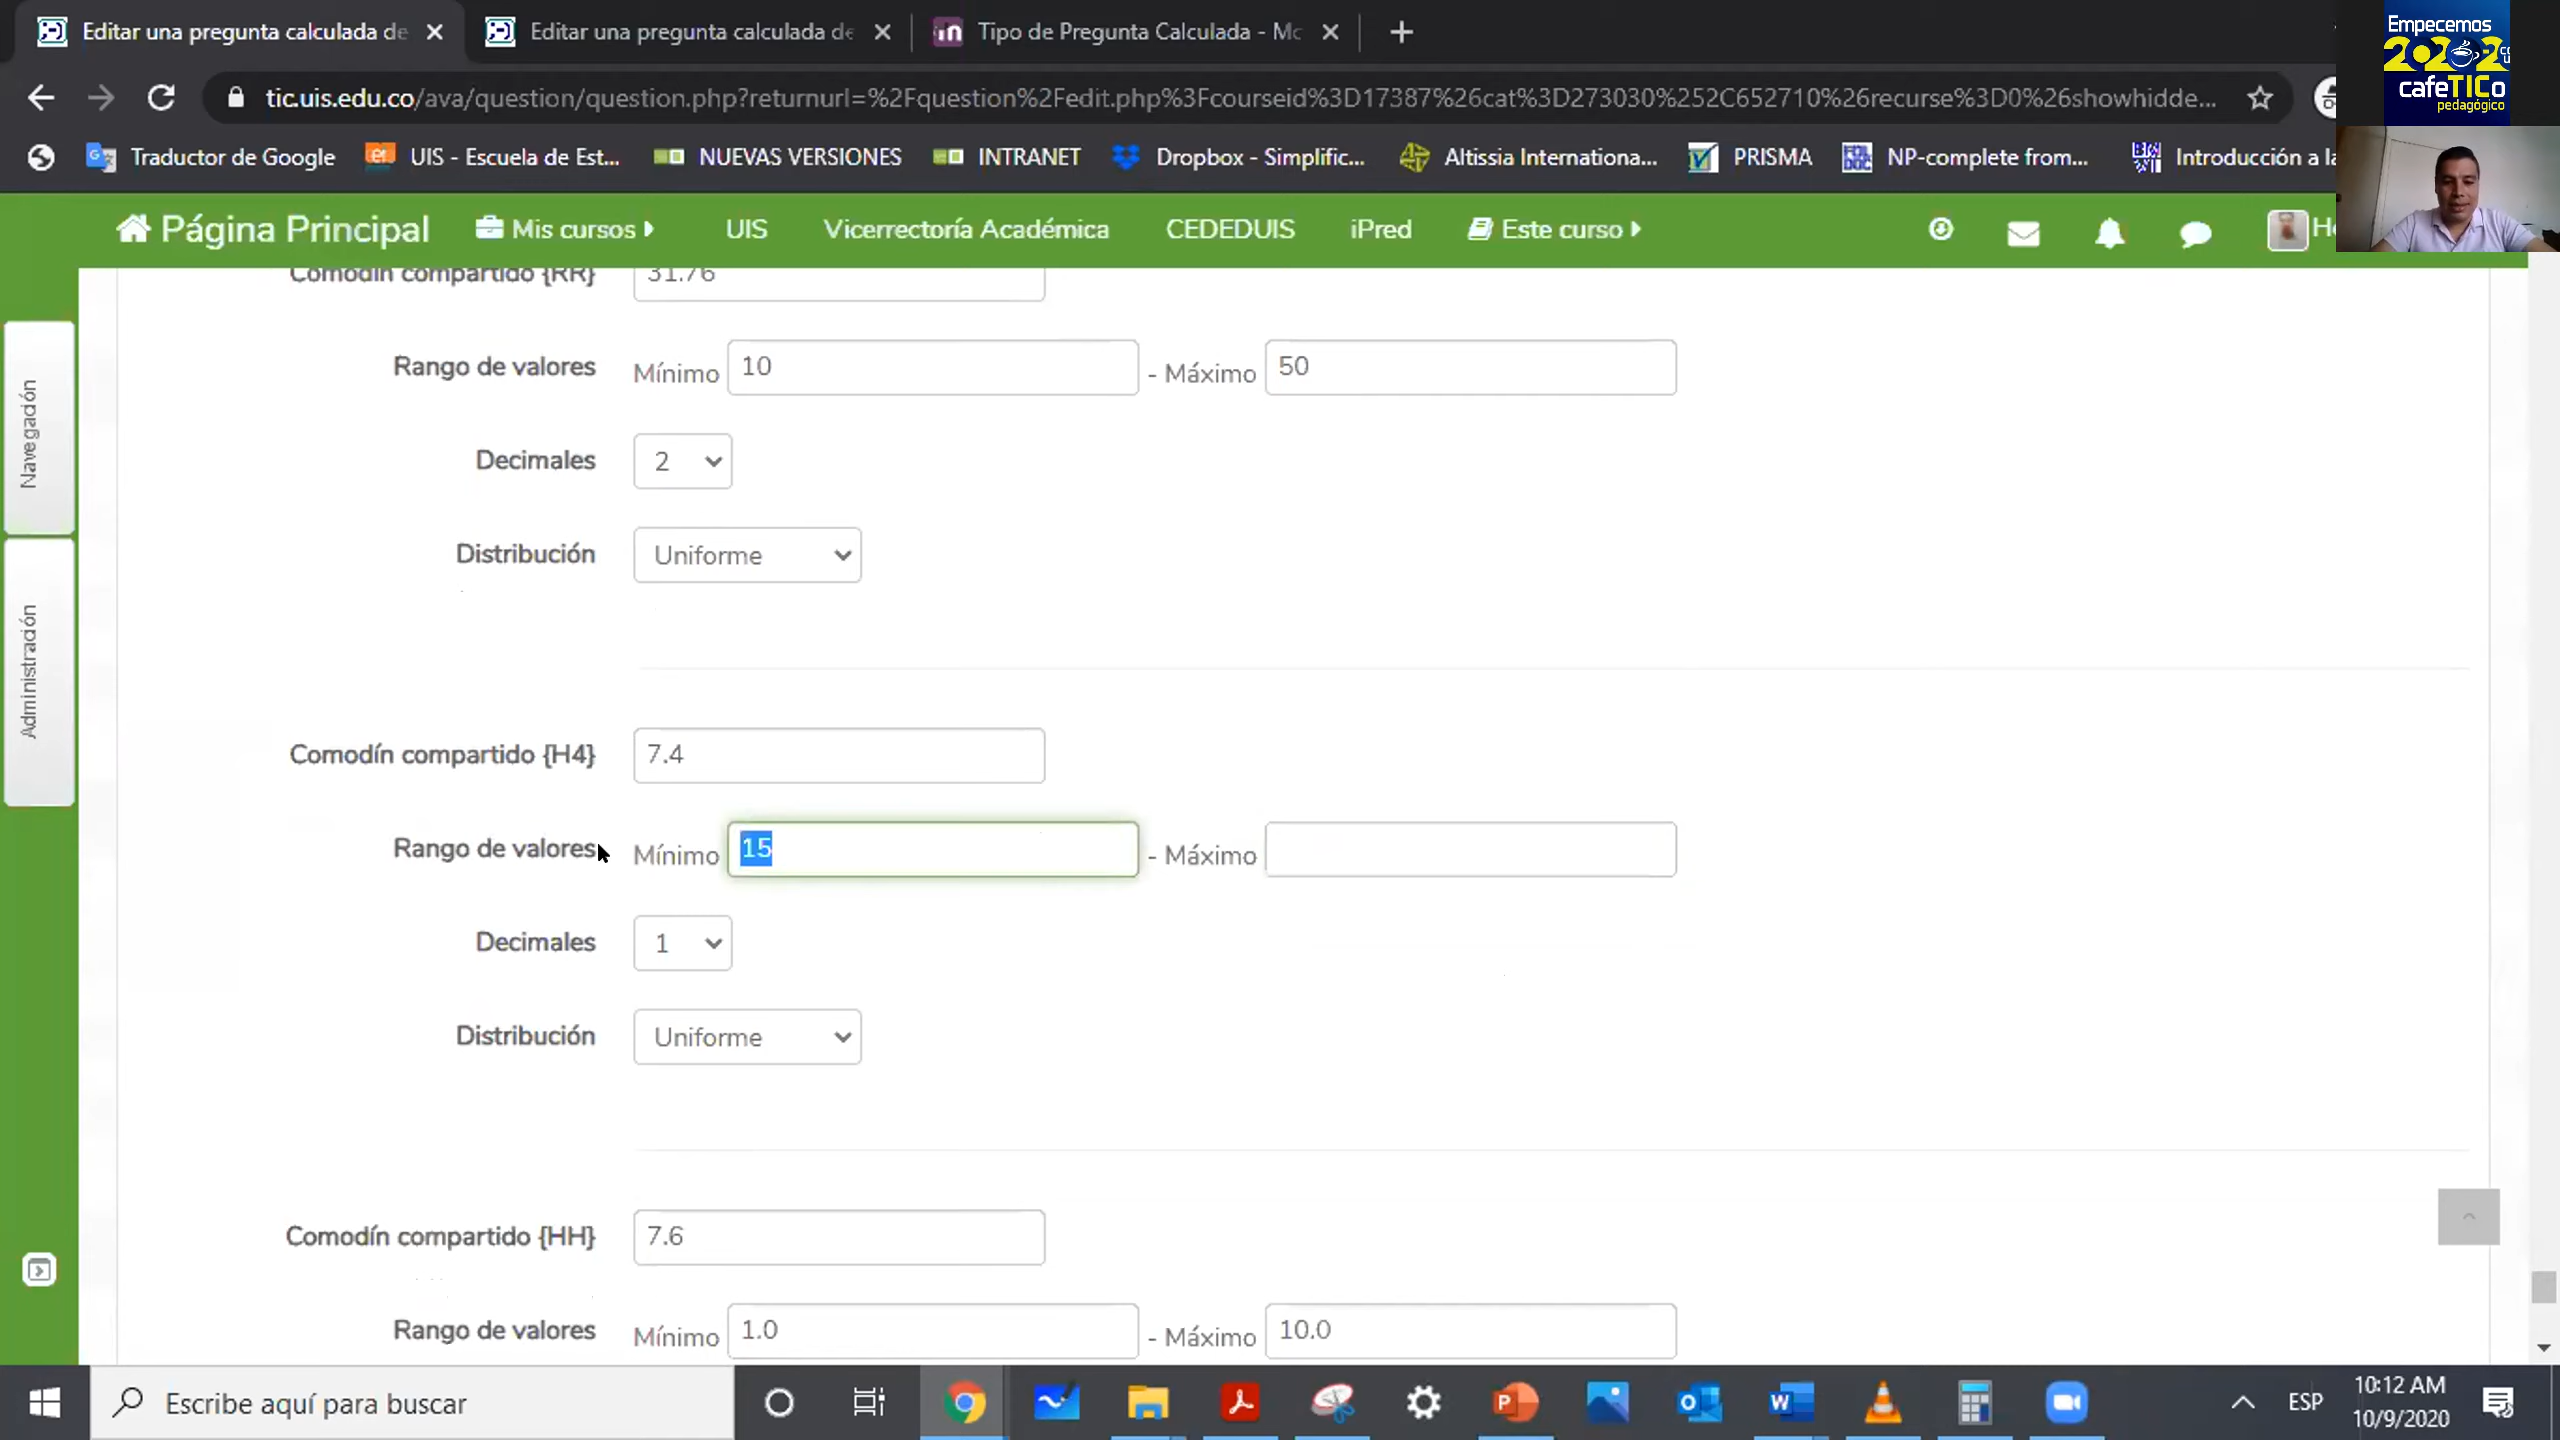 Editar una pregunta calculada de
Editar una pregunta calculada de
Tipo de Pregunta Calculada - Mo
Empecemos
cafeTICo
pedagógico
tic.uis.edu.co/ava/question/question.php?returnurl=%2Fquestion%2Fedit.php%3Fcourseid%3D17387%26cat%3D273030%252C652710%26recurse%3D0%26showhidde...
Traductor de Google
UIS - Escuela de Est...
NUEVAS VERSIONES
INTRANET
Dropbox - Simplific...
Altissia Internationa...
PRISMA
NP-complete from...
Introducción a la
Página Principal
Mis cursos
UIS
Vicerrectoría Académica
CEDEDUIS
iPred
Este curso
Navegación
Administración
Comodín compartido {RR} 31.76
Rango de valores Mínimo 10 - Máximo 50
Decimales 2
Distribución Uniforme
Comodín compartido {H4} 7.4
Rango de valores Mínimo 15 - Máximo
Decimales 1
Distribución Uniforme
Comodín compartido {HH} 7.6
Rango de valores Mínimo 1.0 - Máximo 10.0
Escribe aquí para buscar
ESP
10:12 AM
10/9/2020